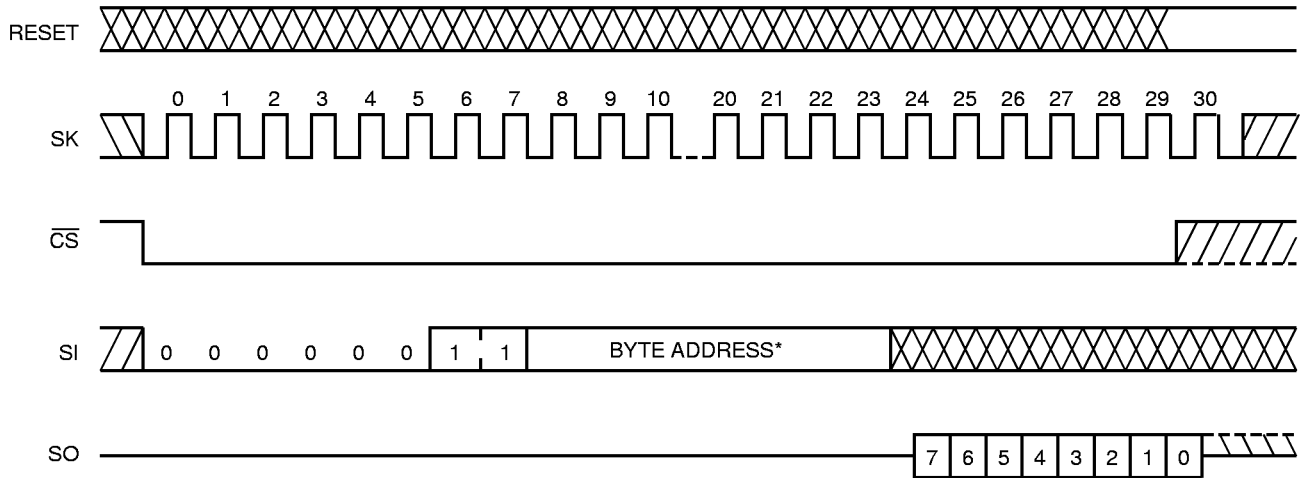 RESET
0 1 2 3 4 5 6 7 8 9 10 20 21 22 23 24 25 26 27 28 29 30
SK
CS
SI 0 0 0 0 0 0 1 1 BYTE ADDRESS*
SO 7 6 5 4 3 2 1 0